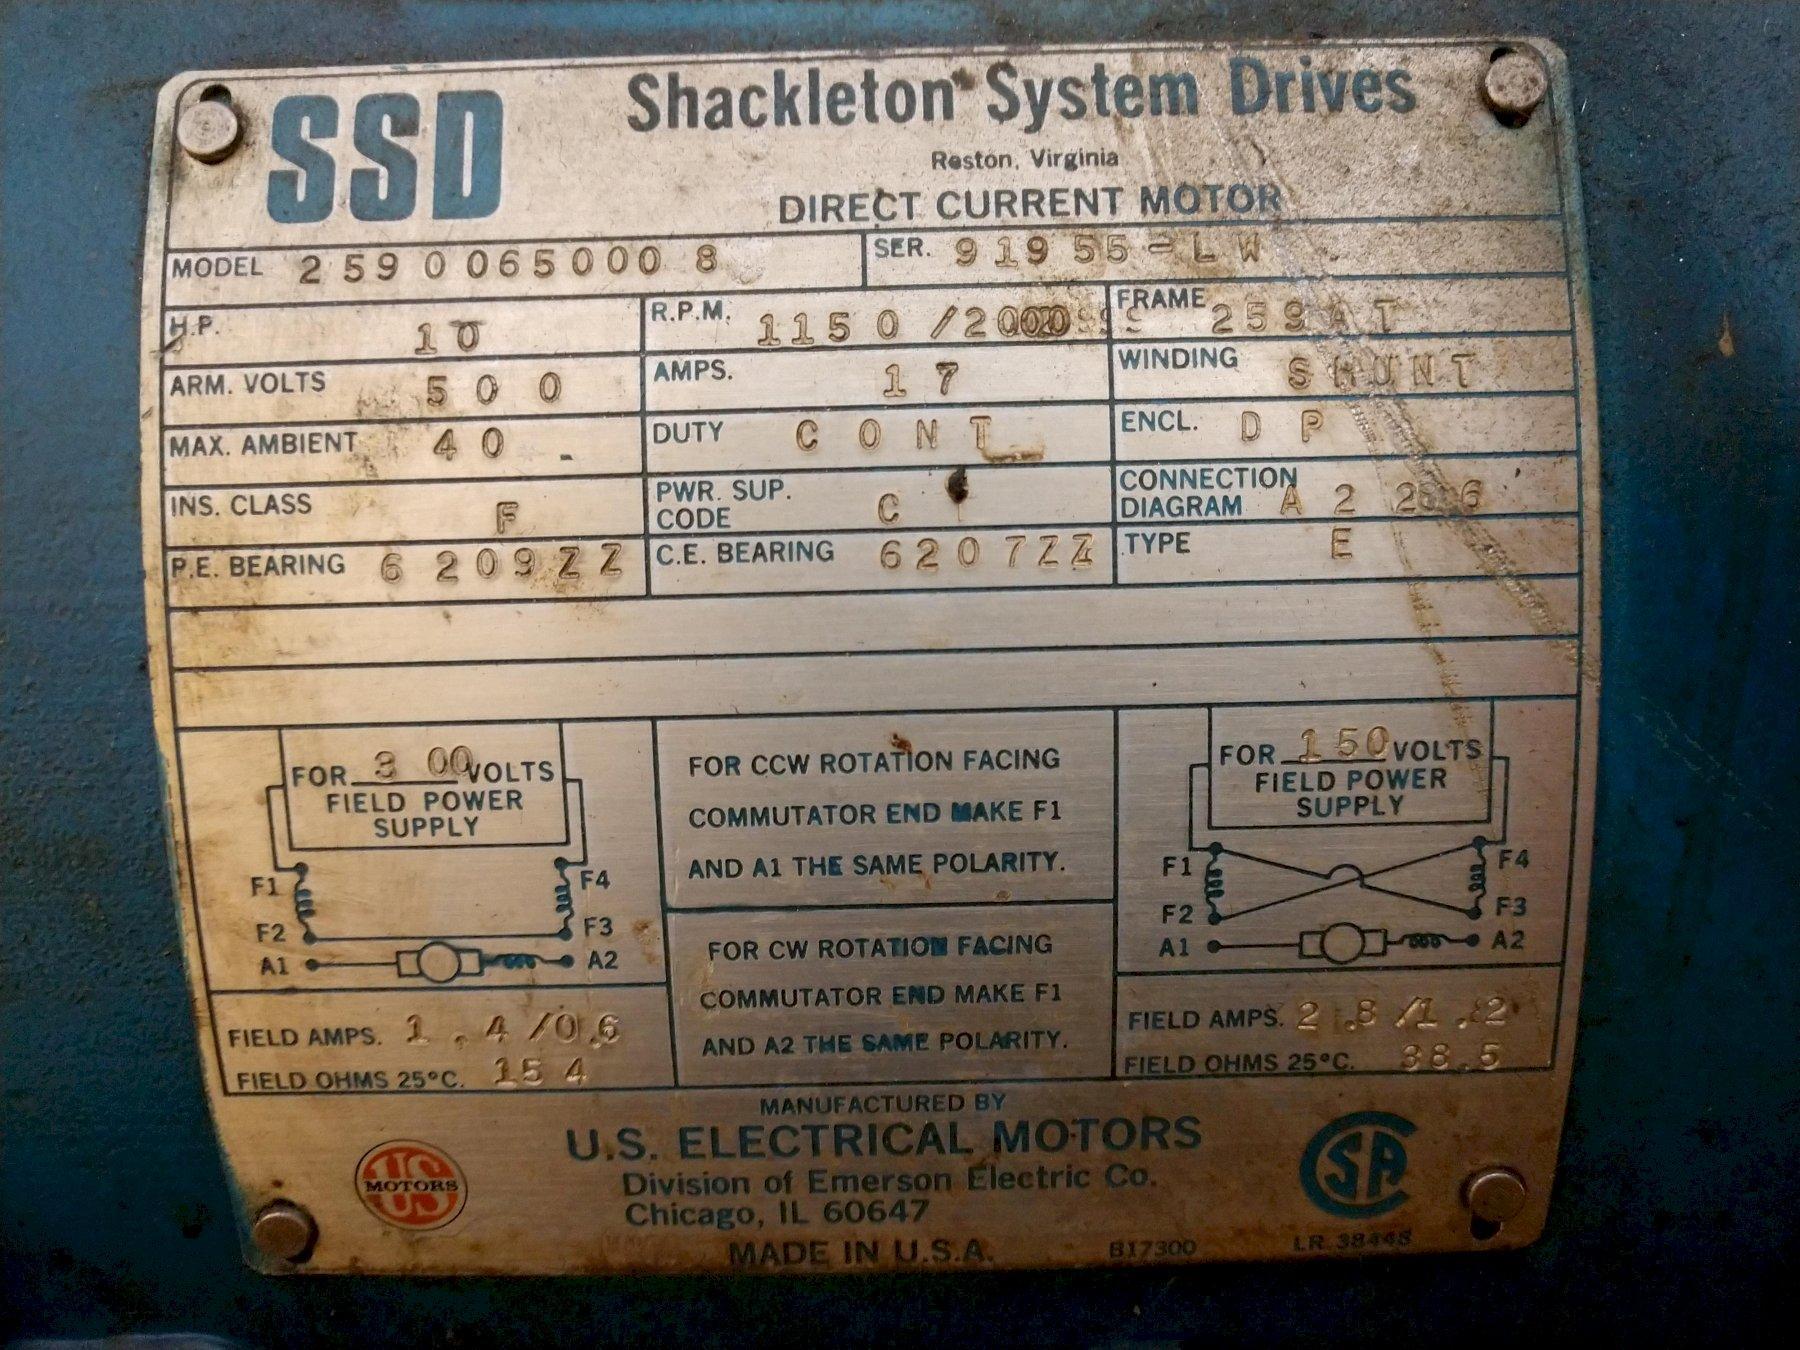 SSD
Shackleton System Drives
Reston, Virginia
DIRECT CURRENT MOTOR
MODEL 25900650008 SER. 91955-LW
H.P. 10 R.P.M. 1150/2000 FRAME 259AT
ARM. VOLTS 500 AMPS. 17 WINDING SHUNT
MAX. AMBIENT 40 DUTY CONT ENCL. DP
INS. CLASS F PWR. SUP. CODE C CONNECTION DIAGRAM A2286
P.E. BEARING 6209ZZ C.E. BEARING 6207ZZ TYPE E
FOR 300 VOLTS
FIELD POWER
SUPPLY
F1 F4
F2 F3
A1 A2
FIELD AMPS. 1.4/0.6
FIELD OHMS 25°C. 154
FOR CCW ROTATION FACING
COMMUTATOR END MAKE F1
AND A1 THE SAME POLARITY.
FOR CW ROTATION FACING
COMMUTATOR END MAKE F1
AND A2 THE SAME POLARITY.
FOR 150 VOLTS
FIELD POWER
SUPPLY
F1 F4
F2 F3
A1 A2
FIELD AMPS. 2.8/1.2
FIELD OHMS 25°C. 38.5
MANUFACTURED BY
U.S. ELECTRICAL MOTORS
Division of Emerson Electric Co.
Chicago, IL 60647
MADE IN U.S.A.
US
MOTORS
B17300
CSA
LR 38448